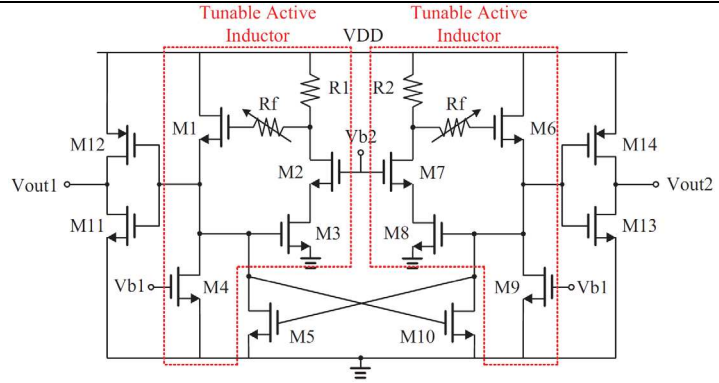 Tunable Active
Inductor
Tunable Active
Inductor
VDD
R1
R2
Rf
Rf
M1
M6
M12
Vb2
M14
M2
M7
Vout1
Vout2
M11
M3
M8
M13
Vb1
M4
M9
Vb1
M5
M10